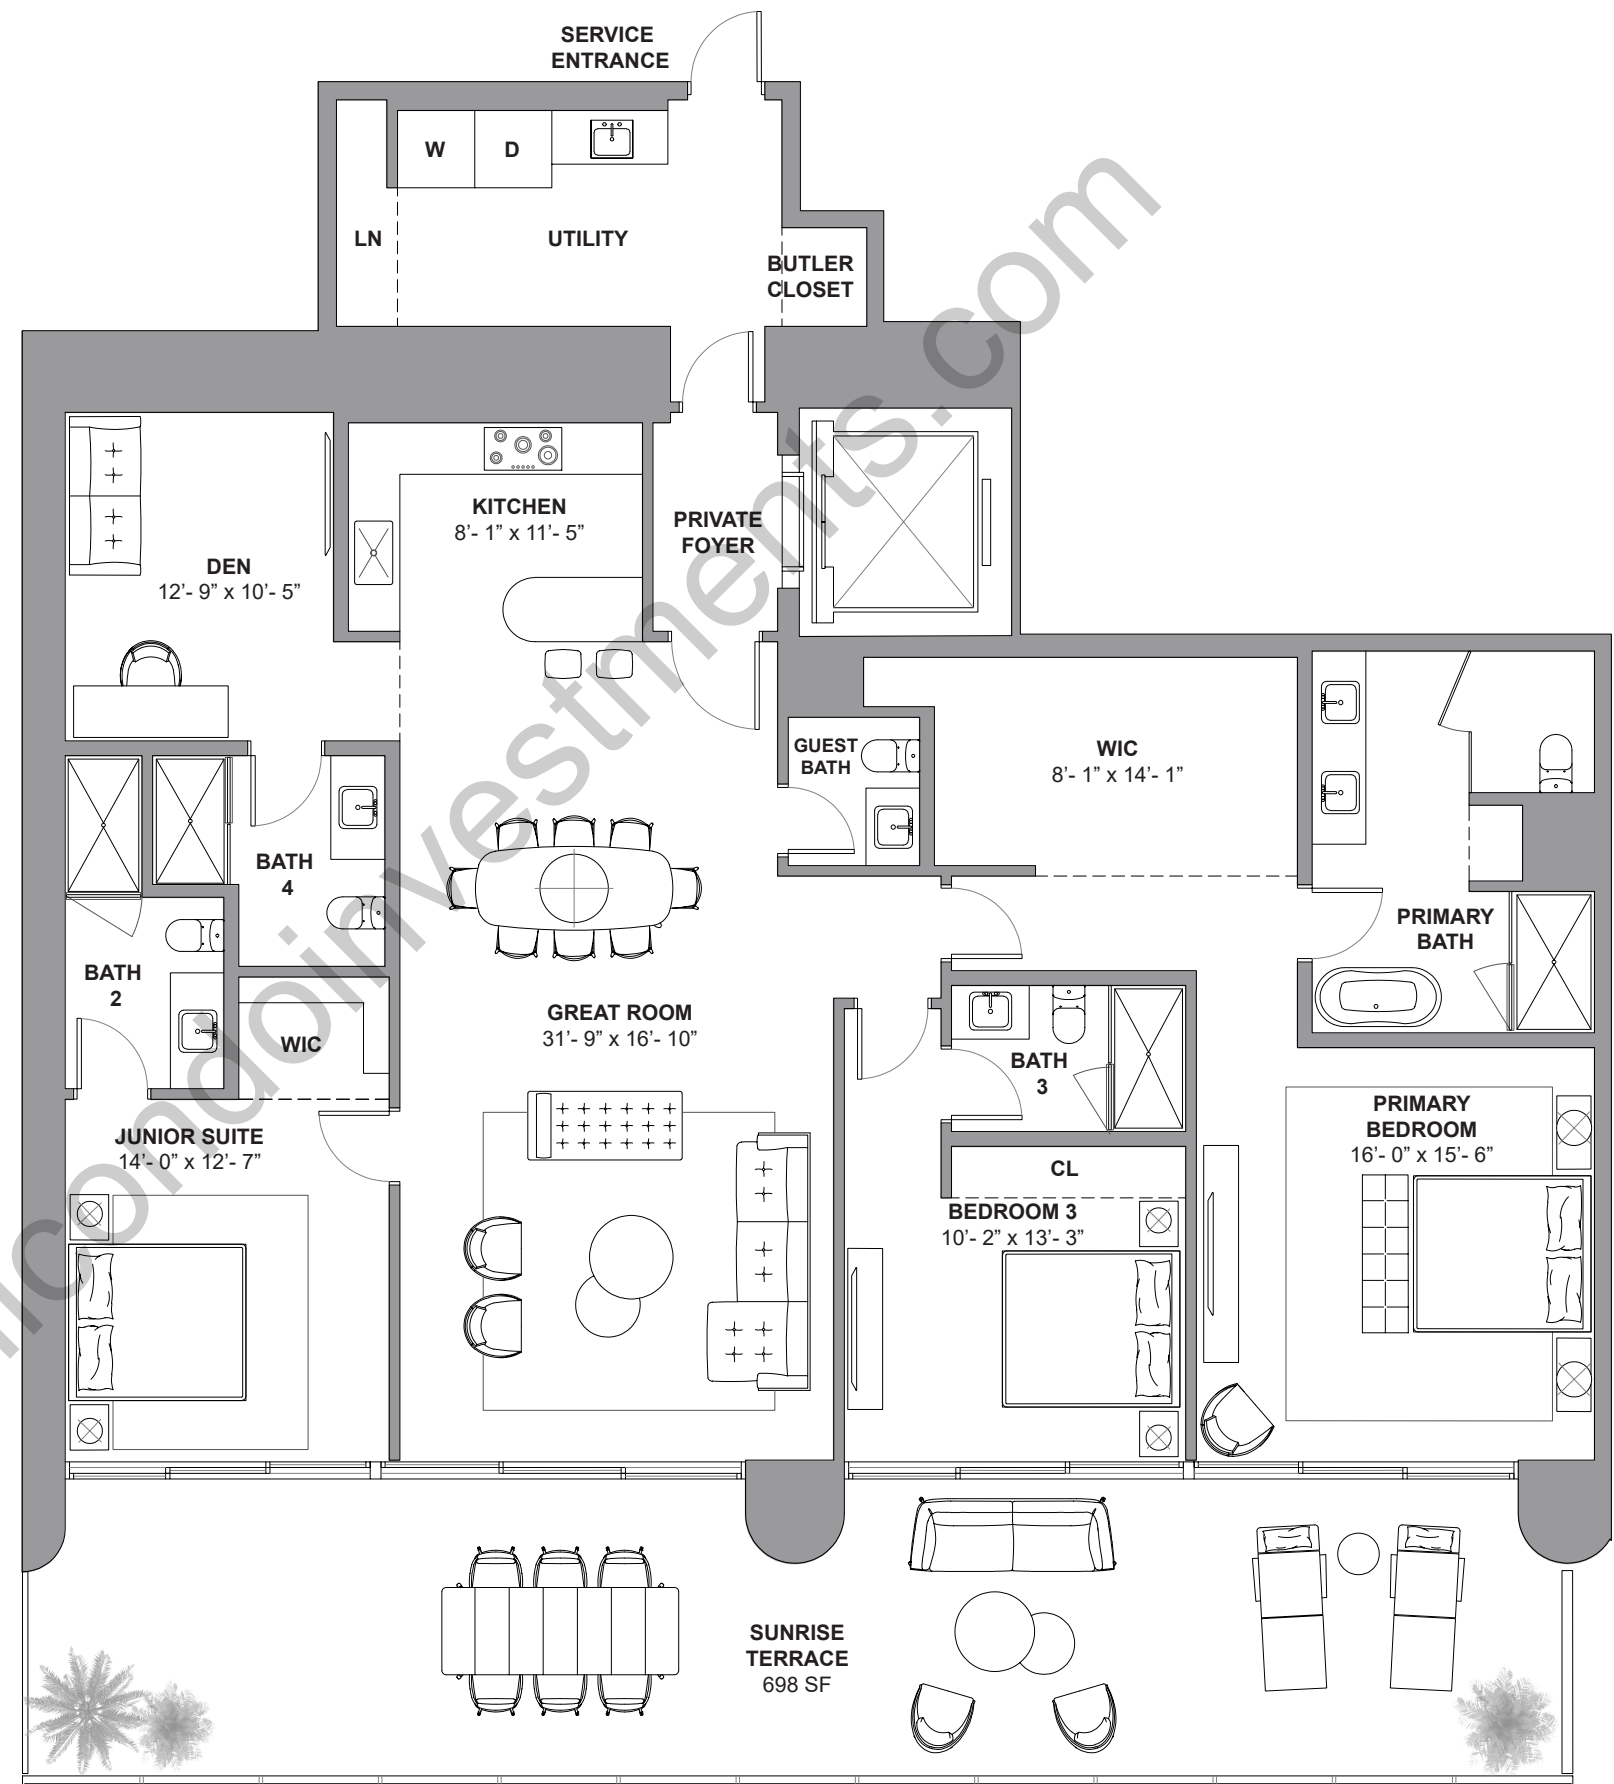 SERVICE
ENTRANCE
W
D
LN
UTILITY
BUTLER
CLOSET
KITCHEN
8'- 1" x 11'- 5"
PRIVATE
FOYER
DEN
12'- 9" x 10'- 5"
GUEST
BATH
WIC
8'- 1" x 14'- 1"
BATH
4
PRIMARY
BATH
BATH
2
WIC
GREAT ROOM
31'- 9" x 16'- 10"
BATH
3
JUNIOR SUITE
14'- 0" x 12'- 7"
PRIMARY
BEDROOM
16'- 0" x 15'- 6"
CL
BEDROOM 3
10'- 2" x 13'- 3"
SUNRISE
TERRACE
698 SF
icondoinvestments.com